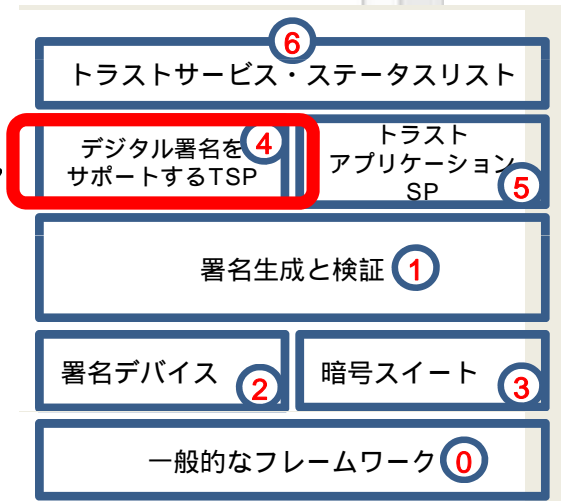 6
トラストサービス・ステータスリスト
デジタル署名を 4
サポートするTSP
トラスト
アプリケーション
SP 5
署名生成と検証 1
署名デバイス 2
暗号スイート 3
一般的なフレームワーク 0